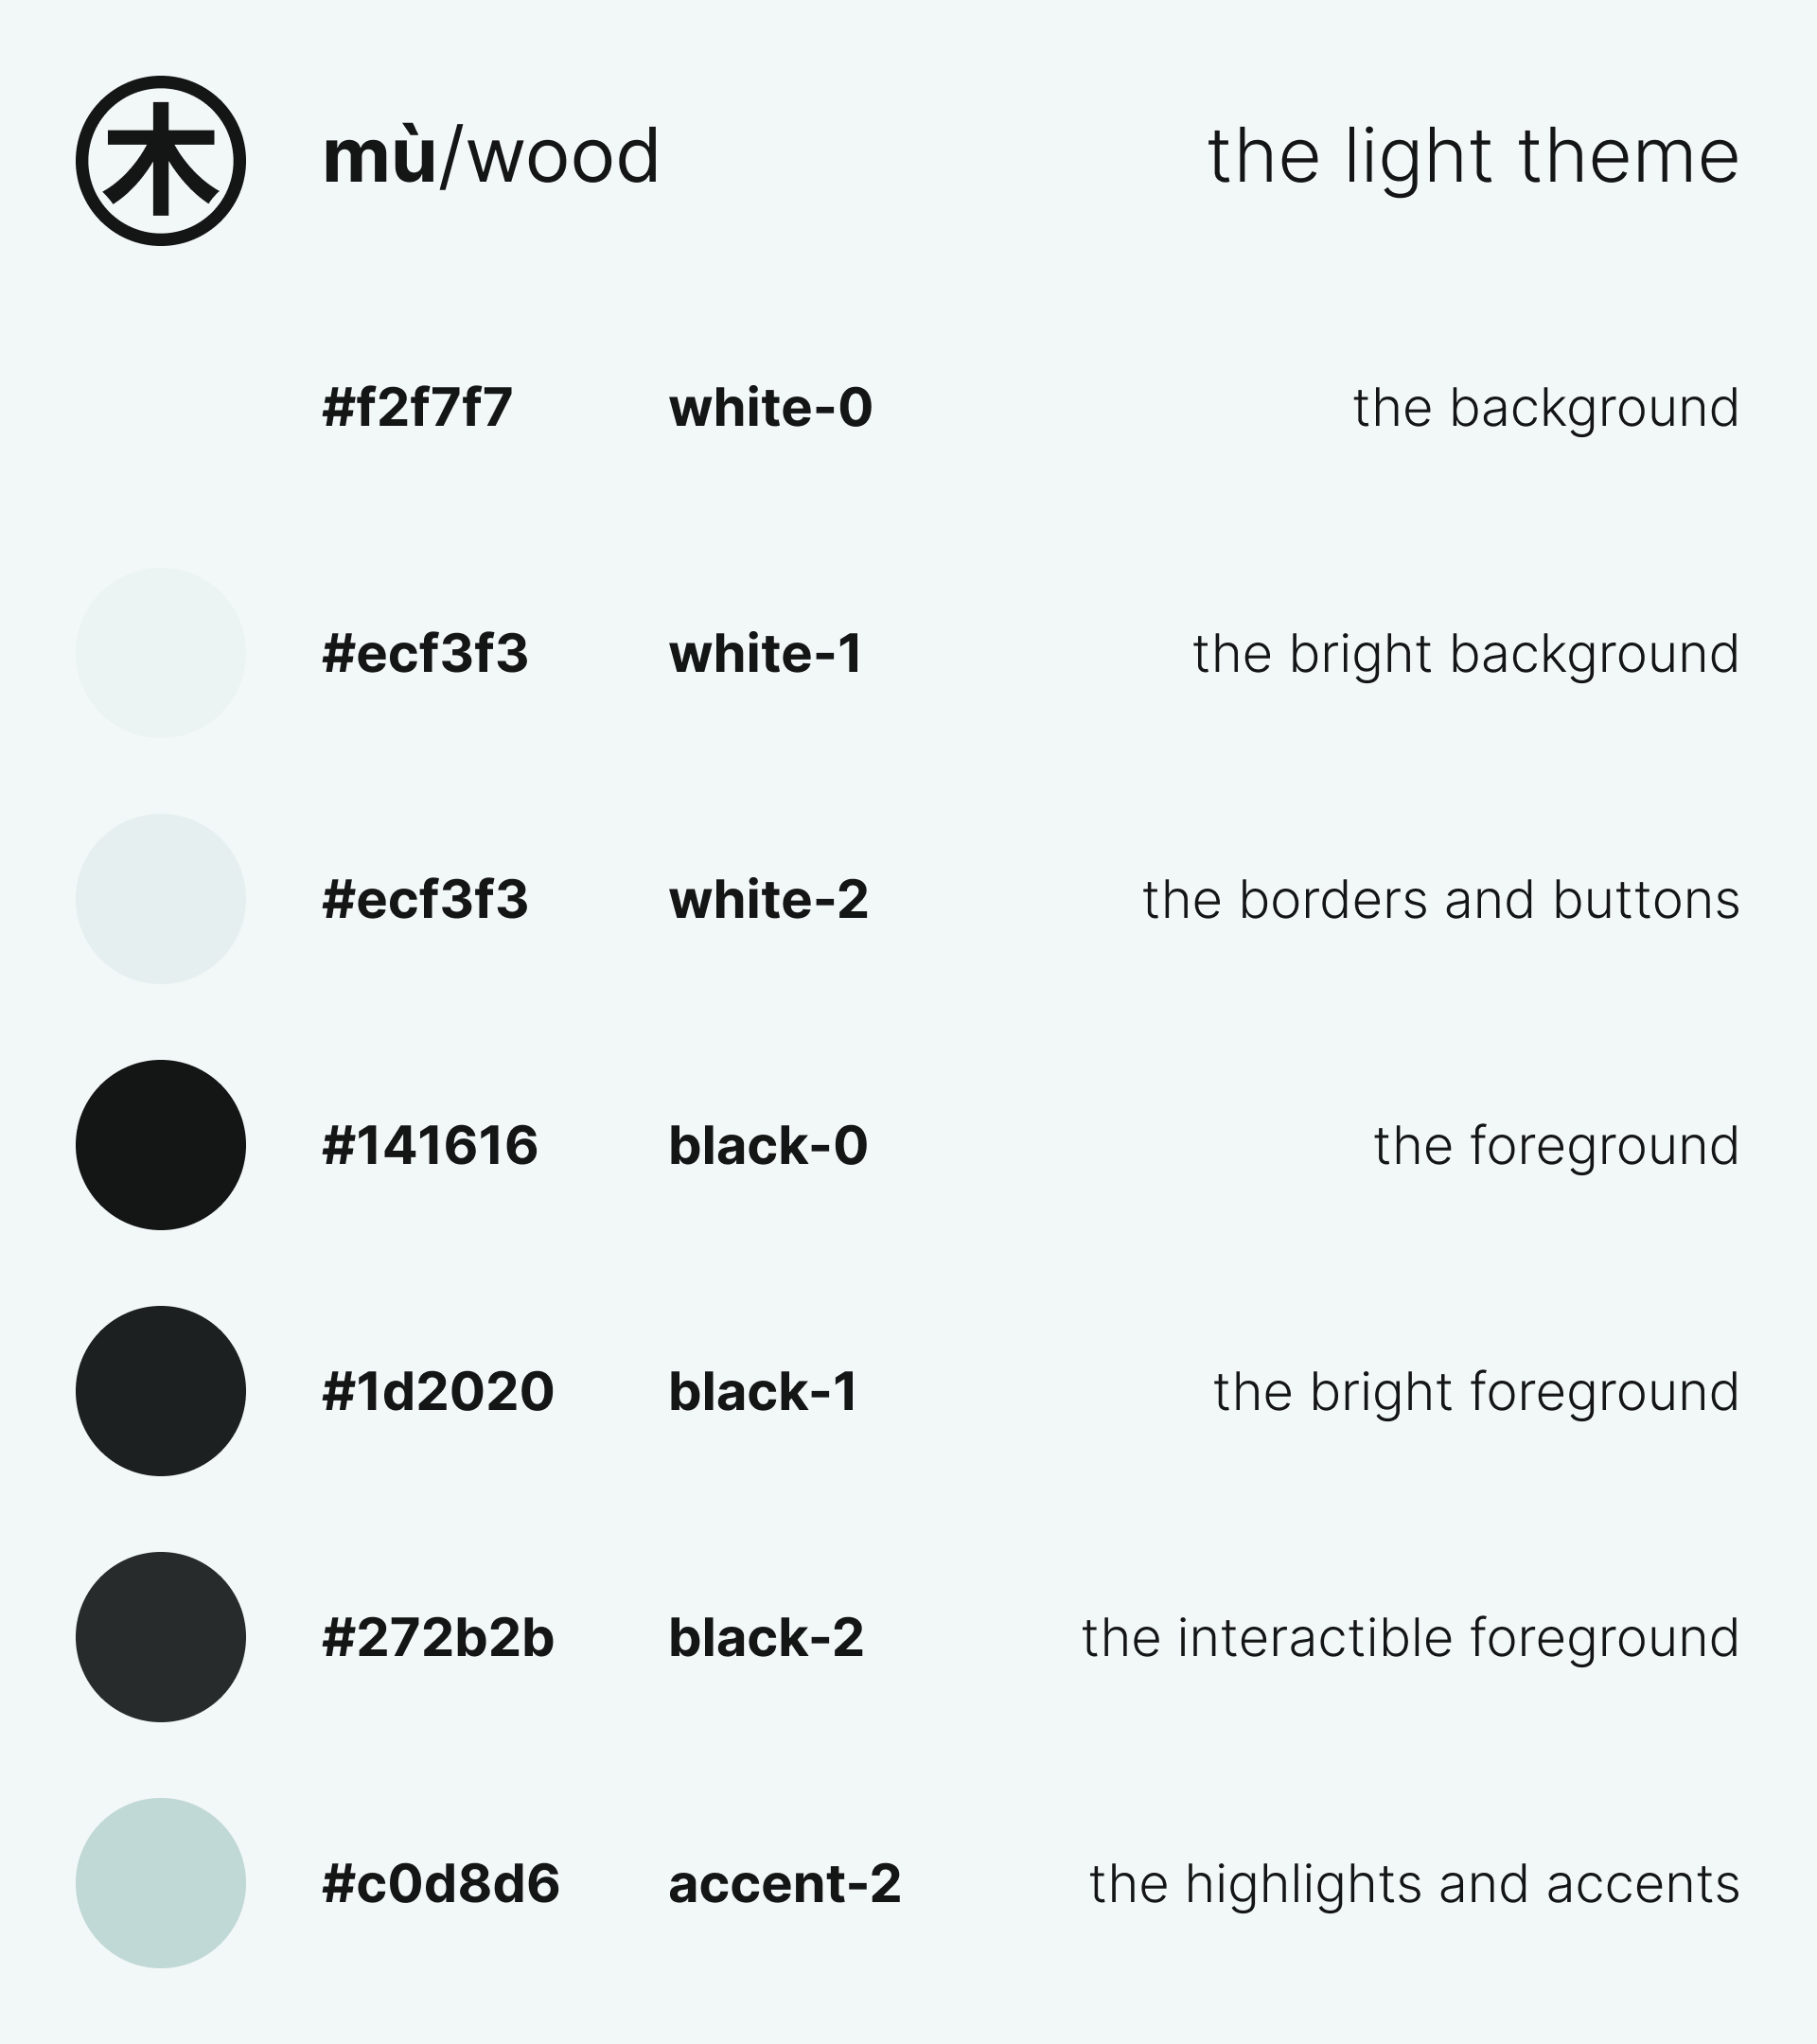 木 mù/wood the light theme
#f2f7f7 white-0 the background
#ecf3f3 white-1 the bright background
#ecf3f3 white-2 the borders and buttons
#141616 black-0 the foreground
#1d2020 black-1 the bright foreground
#272b2b black-2 the interactible foreground
#c0d8d6 accent-2 the highlights and accents